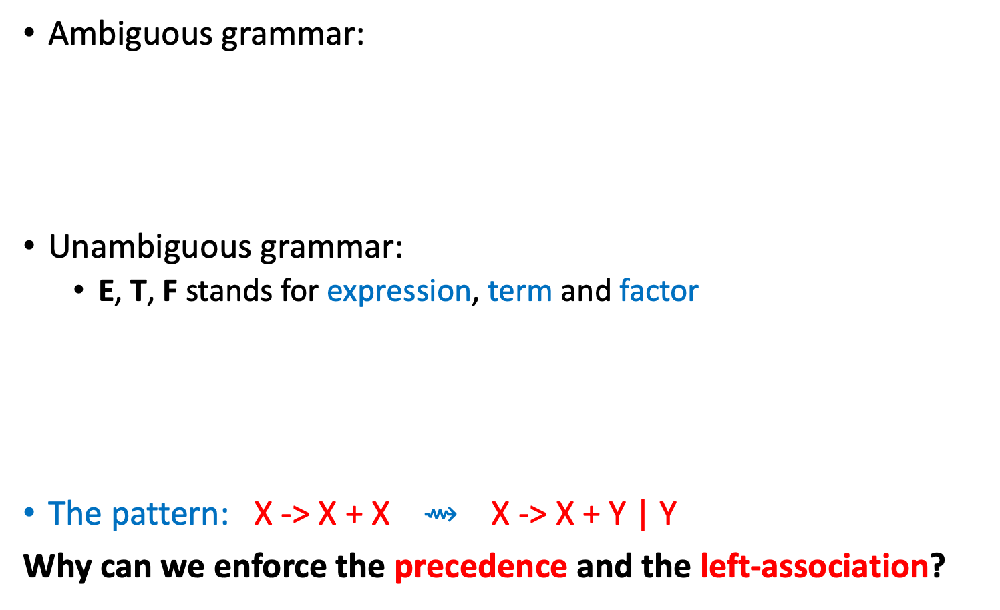 • Ambiguous grammar:
• Unambiguous grammar:
• E, T, F stands for expression, term and factor
• The pattern: X -> X + X ⇝ X -> X + Y | Y
Why can we enforce the precedence and the left-association?